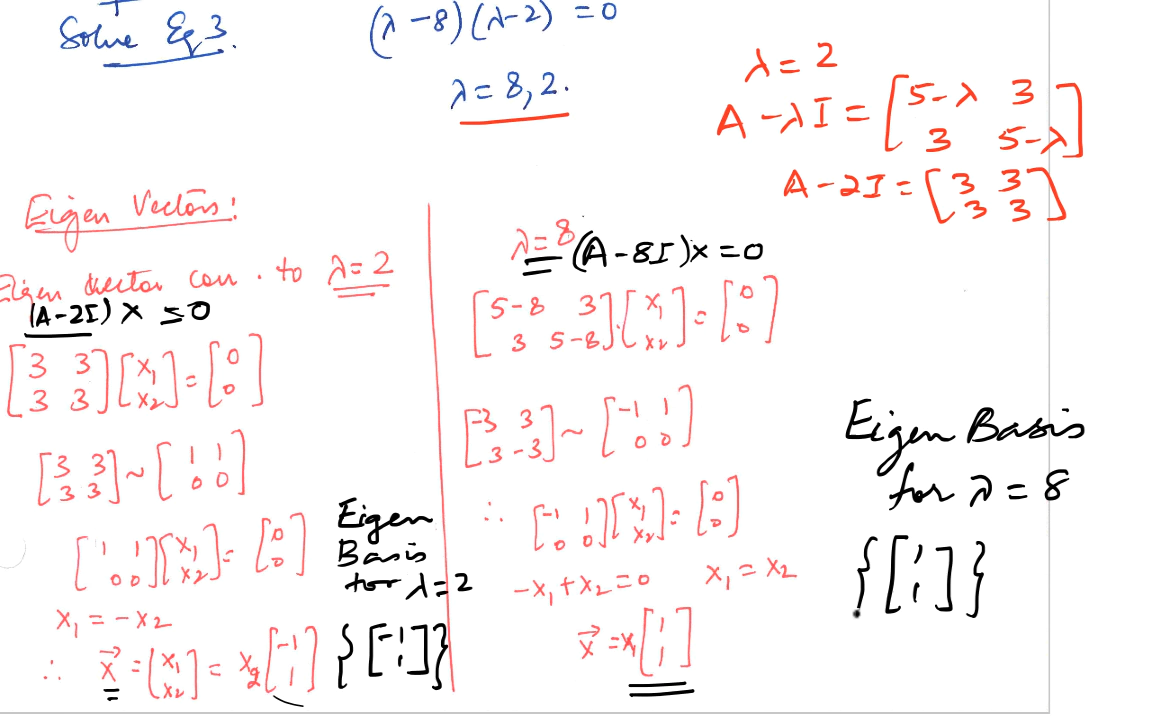 Solve Eq 3.
(λ-8)(λ-2) = 0
λ = 8, 2.
λ = 2
A - λI = [5-λ 3
3 5-λ]
A - 2I = [3 3
3 3]
Eigen Vectors:
Eigen vector corr. to λ = 2
(A-2I) x = 0
[3 3 [x₁ = [0
3 3] x₂] 0]
[3 3 ~ [1 1
3 3] 0 0]
[1 1 [x₁ = [0
0 0] x₂] 0]
x₁ = -x₂
∴ x⃗ = [x₁ = x₂ [-1
x₂] 1]
Eigen
Basis
for λ = 2
{[-1
1]}
λ = 8 (A-8I)x = 0
[5-8 3 . [x₁ = [0
3 5-8] x₂] 0]
[-3 3 ~ [-1 1
3 -3] 0 0]
∴ [-1 1 [x₁ = [0
0 0] x₂] 0]
-x₁ + x₂ = 0 x₁ = x₂
x⃗ = x₁ [1
1]
Eigen Basis
for λ = 8
{[1
1]}